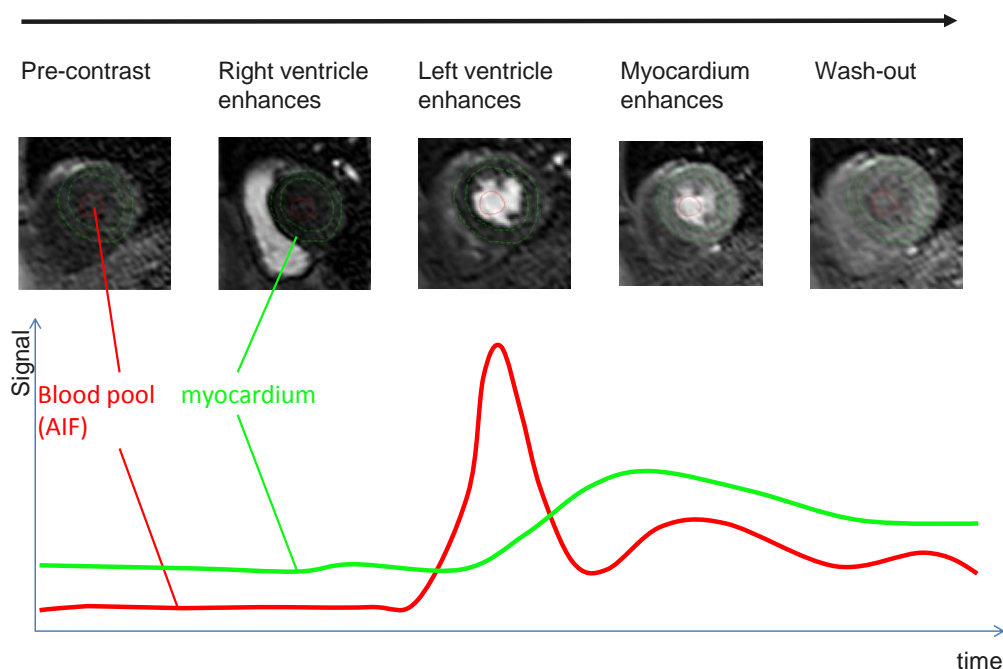 Pre-contrast
Right ventricle
enhances
Left ventricle
enhances
Myocardium
enhances
Wash-out
Signal
Blood pool
(AIF)
myocardium
time